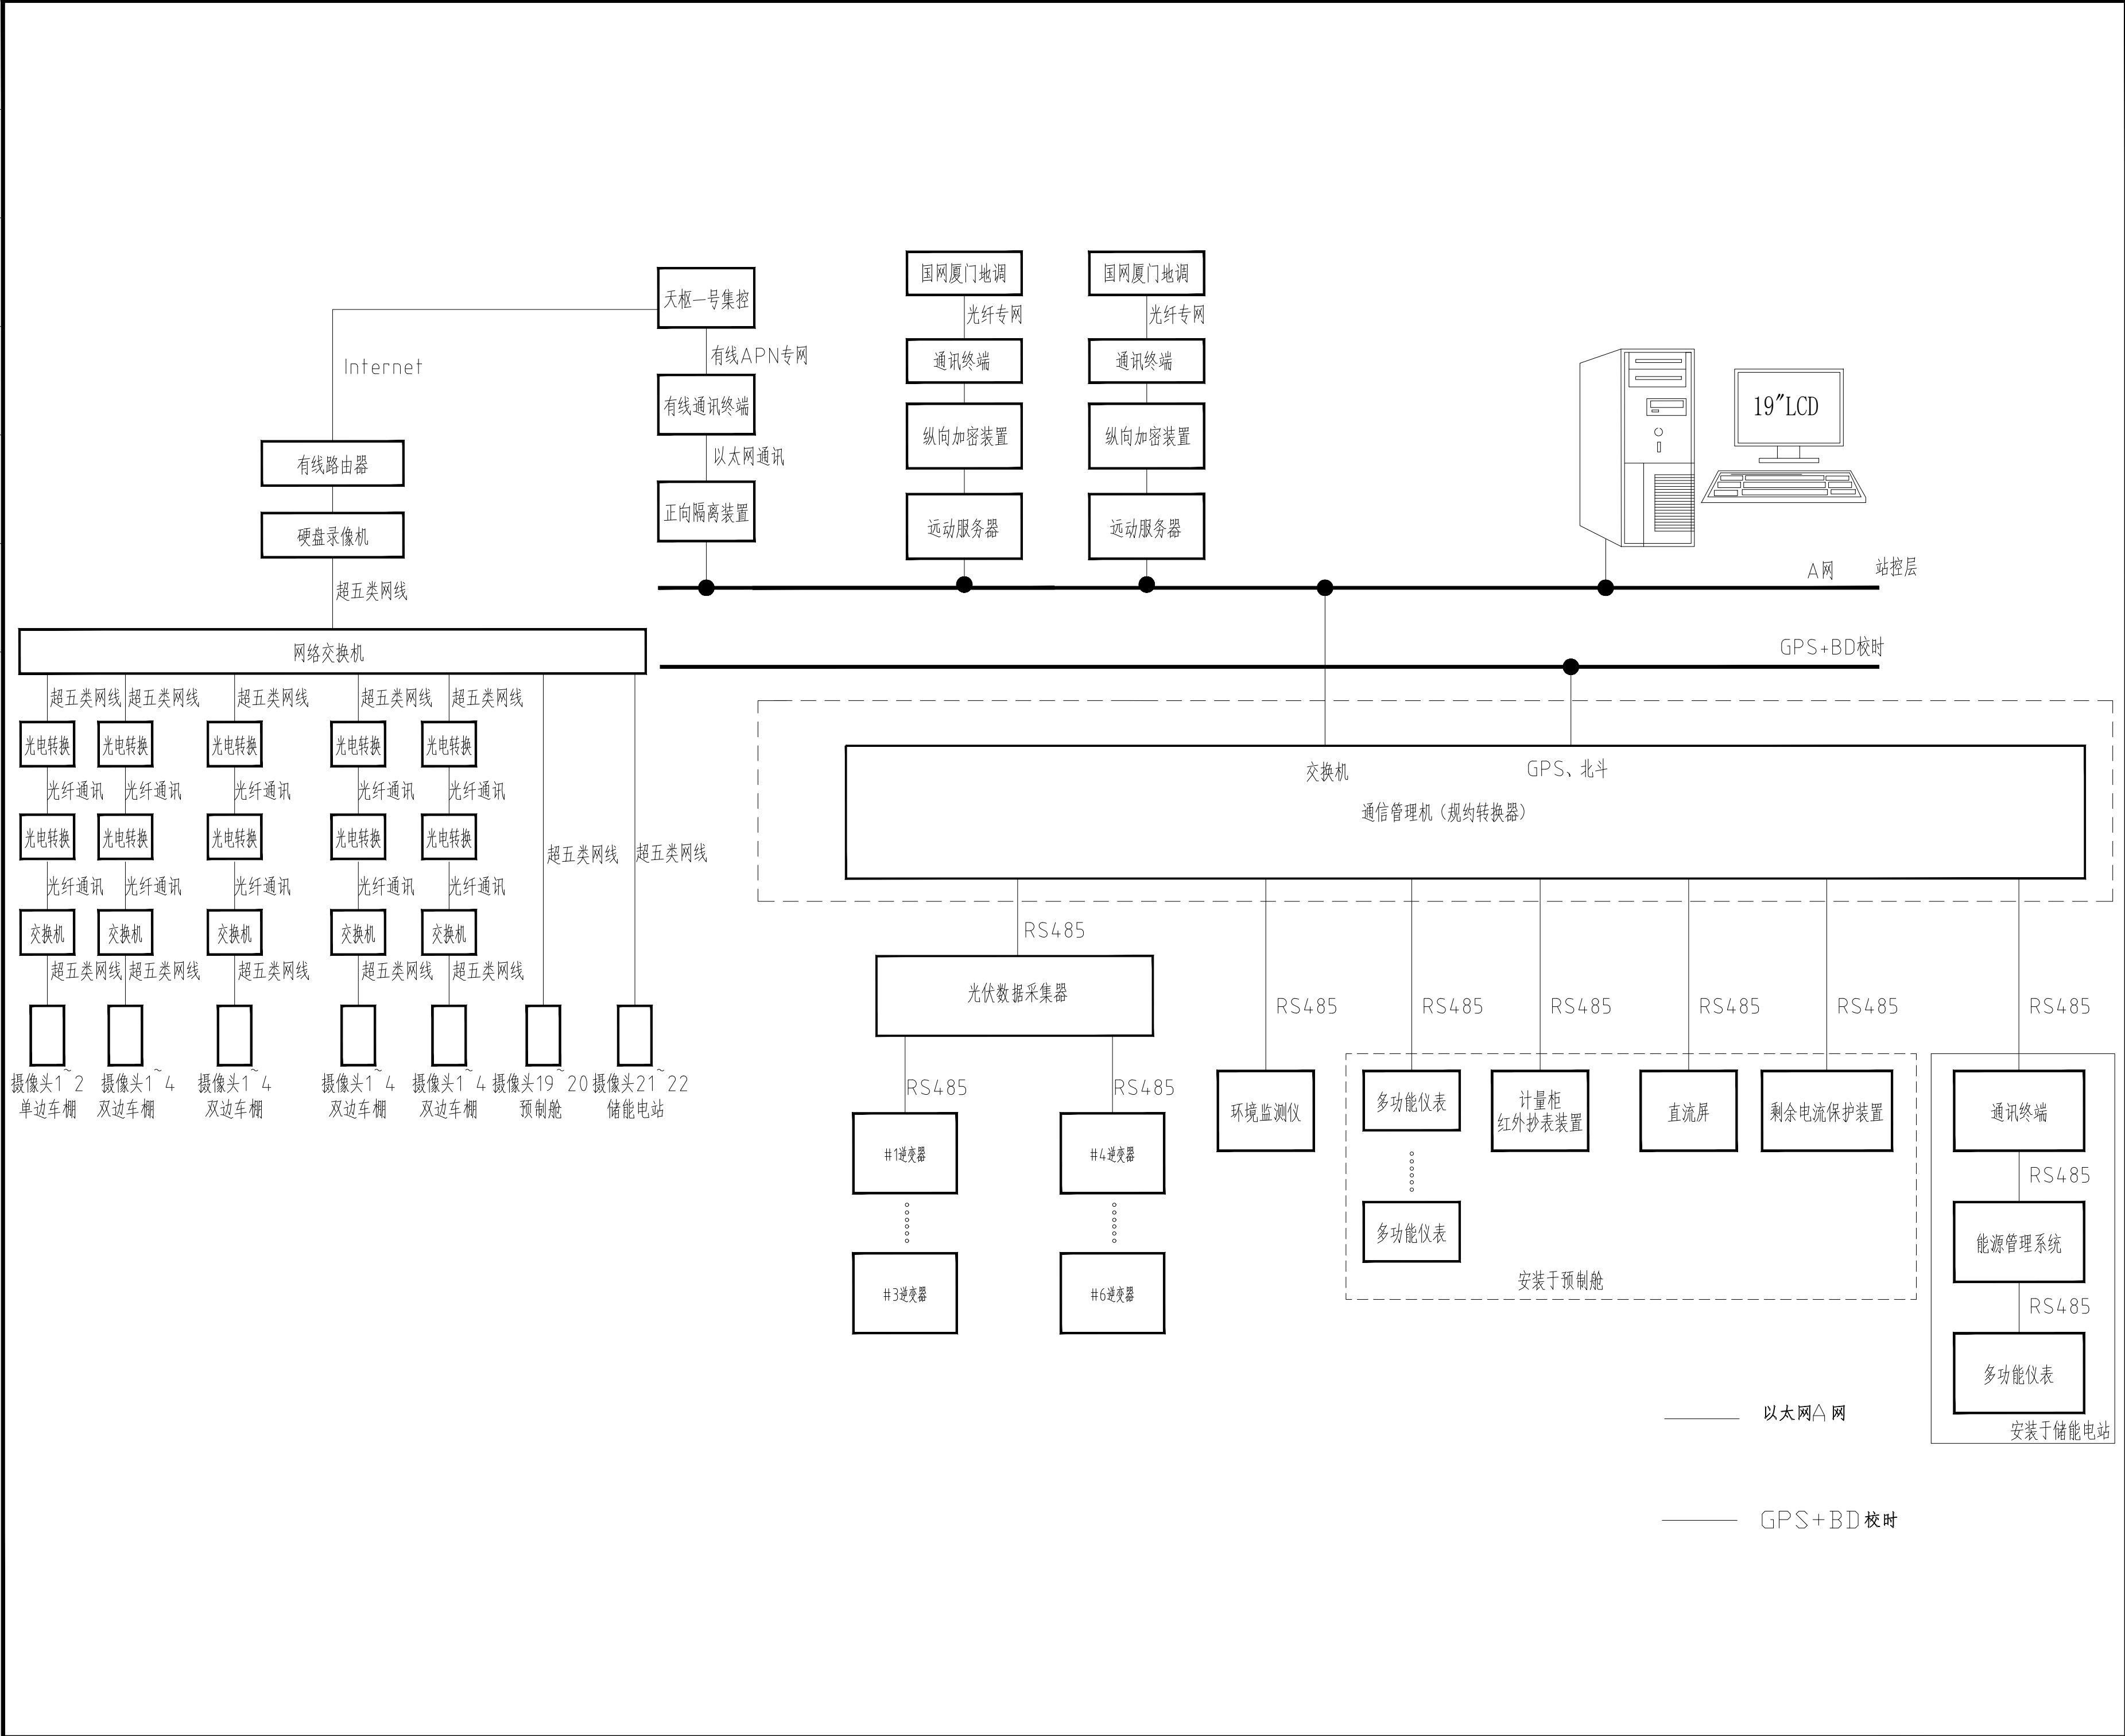 国网厦门地调
国网厦门地调
天枢一号集控
光纤专网
光纤专网
有线APN专网
Internet
通讯终端
通讯终端
有线通讯终端
19"LCD
纵向加密装置
纵向加密装置
以太网通讯
有线路由器
正向隔离装置
远动服务器
远动服务器
硬盘录像机
A网
站控层
超五类网线
网络交换机
GPS+BD校时
超五类网线
超五类网线
超五类网线
超五类网线
超五类网线
光电转换
光电转换
光电转换
光电转换
光电转换
交换机
GPS、北斗
光纤通讯
光纤通讯
光纤通讯
光纤通讯
光纤通讯
通信管理机（规约转换器）
光电转换
光电转换
光电转换
光电转换
光电转换
超五类网线
超五类网线
光纤通讯
光纤通讯
光纤通讯
光纤通讯
光纤通讯
交换机
交换机
交换机
交换机
交换机
RS485
超五类网线
超五类网线
超五类网线
超五类网线
超五类网线
光伏数据采集器
RS485
RS485
RS485
RS485
RS485
RS485
摄像头1~2
单边车棚
摄像头1~4
双边车棚
摄像头1~4
双边车棚
摄像头1~4
双边车棚
摄像头1~4
双边车棚
摄像头19~20
预制舱
摄像头21~22
储能电站
RS485
RS485
环境监测仪
多功能仪表
计量柜
红外抄表装置
直流屏
剩余电流保护装置
通讯终端
#1逆变器
#4逆变器
RS485
多功能仪表
能源管理系统
安装于预制舱
#3逆变器
#6逆变器
RS485
多功能仪表
安装于储能电站
以太网A网
GPS+BD校时